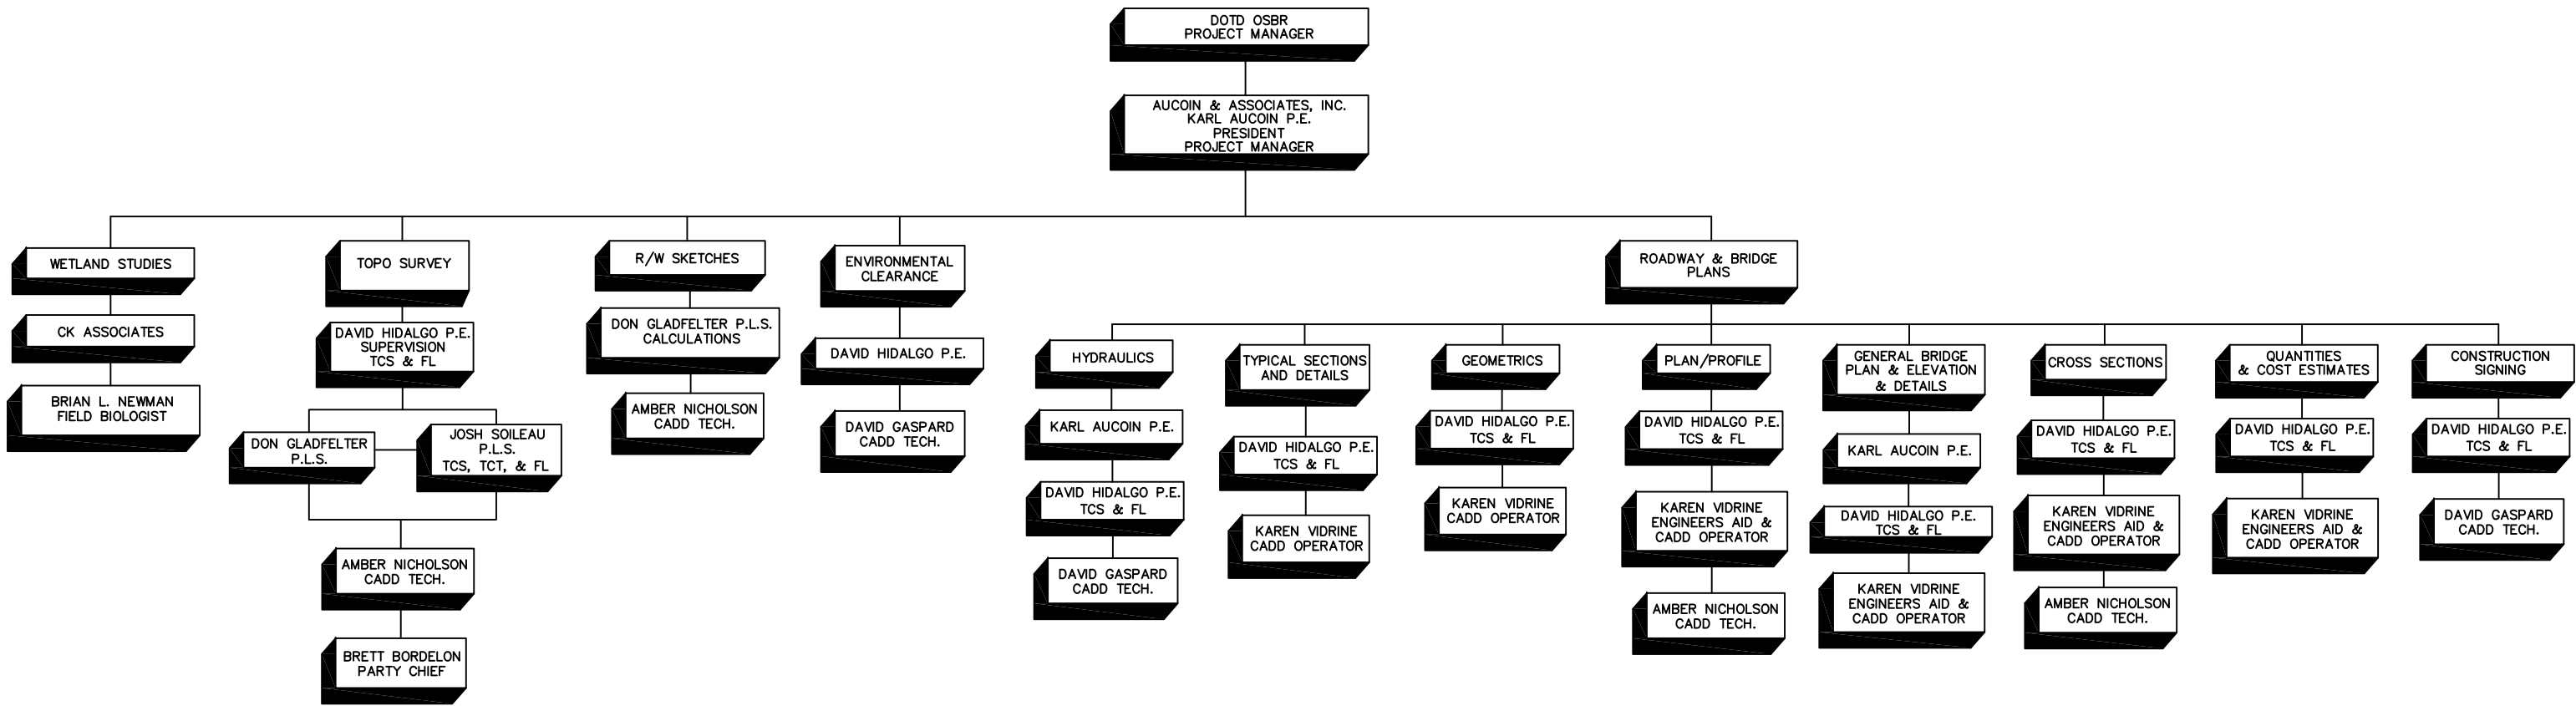 DOTD OSBR
PROJECT MANAGER
AUCOIN & ASSOCIATES, INC.
KARL AUCOIN P.E.
PRESIDENT
PROJECT MANAGER
WETLAND STUDIES
CK ASSOCIATES
BRIAN L. NEWMAN
FIELD BIOLOGIST
TOPO SURVEY
DAVID HIDALGO P.E.
SUPERVISION
TCS & FL
DON GLADFELTER
P.L.S.
JOSH SOILEAU
P.L.S.
TCS, TCT, & FL
AMBER NICHOLSON
CADD TECH.
BRETT BORDELON
PARTY CHIEF
R/W SKETCHES
DON GLADFELTER P.L.S.
CALCULATIONS
AMBER NICHOLSON
CADD TECH.
ENVIRONMENTAL
CLEARANCE
DAVID HIDALGO P.E.
DAVID GASPARD
CADD TECH.
ROADWAY & BRIDGE
PLANS
HYDRAULICS
KARL AUCOIN P.E.
DAVID HIDALGO P.E.
TCS & FL
DAVID GASPARD
CADD TECH.
TYPICAL SECTIONS
AND DETAILS
DAVID HIDALGO P.E.
TCS & FL
KAREN VIDRINE
CADD OPERATOR
GEOMETRICS
DAVID HIDALGO P.E.
TCS & FL
KAREN VIDRINE
CADD OPERATOR
PLAN/PROFILE
DAVID HIDALGO P.E.
TCS & FL
KAREN VIDRINE
ENGINEERS AID &
CADD OPERATOR
AMBER NICHOLSON
CADD TECH.
GENERAL BRIDGE
PLAN & ELEVATION
& DETAILS
KARL AUCOIN P.E.
DAVID HIDALGO P.E.
TCS & FL
KAREN VIDRINE
ENGINEERS AID &
CADD OPERATOR
CROSS SECTIONS
DAVID HIDALGO P.E.
TCS & FL
KAREN VIDRINE
ENGINEERS AID &
CADD OPERATOR
AMBER NICHOLSON
CADD TECH.
QUANTITIES
& COST ESTIMATES
DAVID HIDALGO P.E.
TCS & FL
KAREN VIDRINE
ENGINEERS AID &
CADD OPERATOR
CONSTRUCTION
SIGNING
DAVID HIDALGO P.E.
TCS & FL
DAVID GASPARD
CADD TECH.